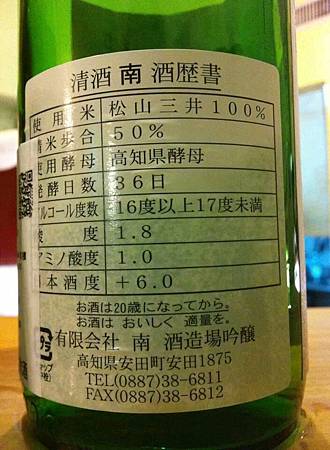 清酒 南 酒歴書
使用米 松山三井100%
精米歩合 50%
使用酵母 高知県酵母
発酵日数 36日
アルコール度数 16度以上17度未満
酸度 1.8
アミノ酸度 1.0
日本酒度 +6.0
お酒は20歳になってから。
お酒は おいしく 適量を。
有限会社 南 酒造場吟醸
高知県安田町安田1875
TEL(0887)38-6811
FAX(0887)38-6812
プラ